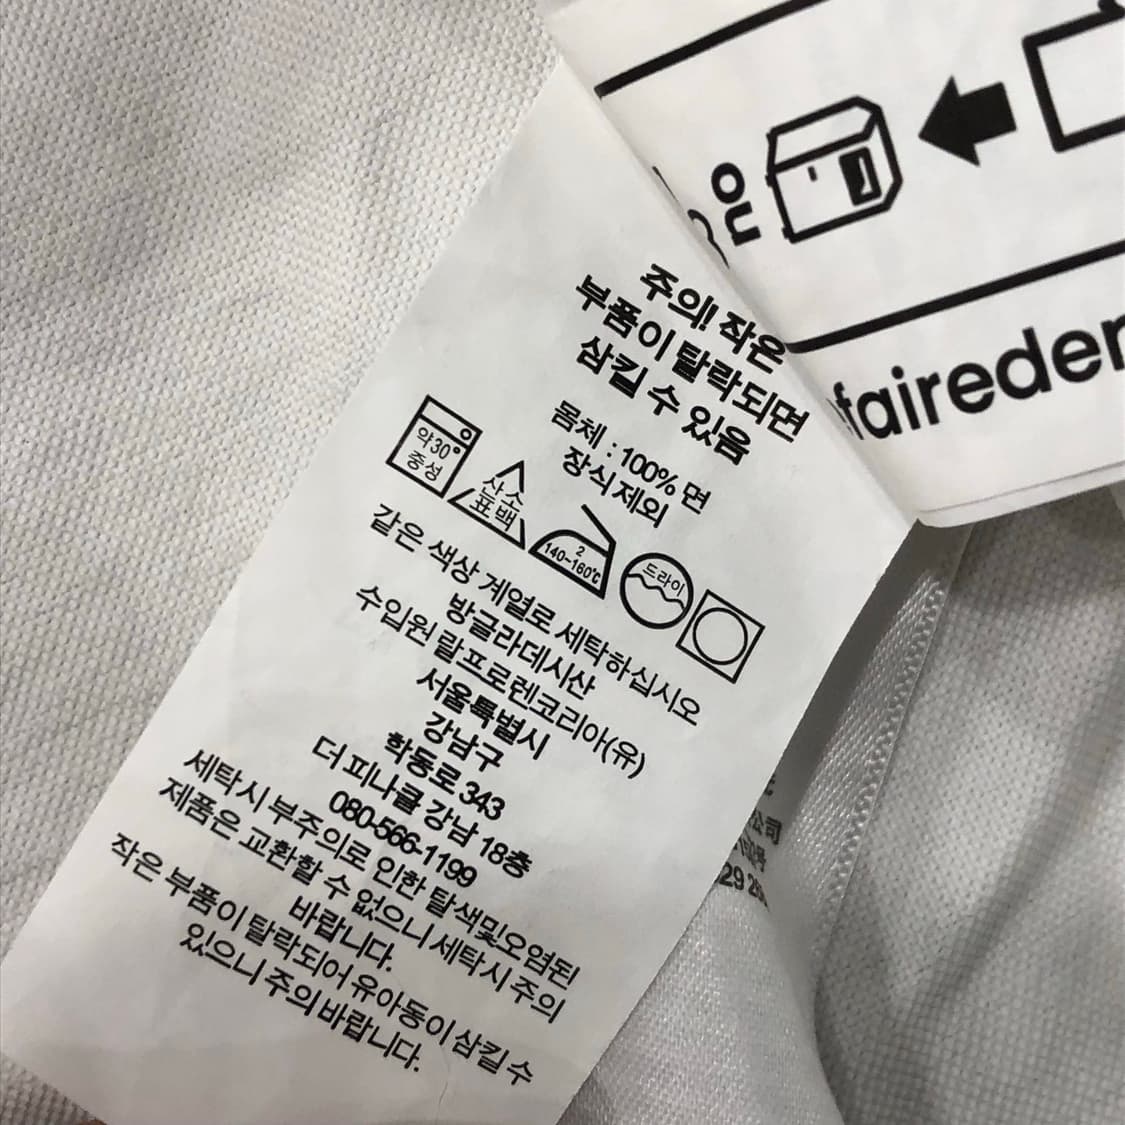 no
faireder
주의! 작은
부품이 탈락되면
삼킬 수 있음
몸체 : 100% 면
장식제외
약30°
중성
산소
표백
2
140~160℃
드라이
같은 색상 계열로 세탁하십시오
방글라데시산
수입원 랄프로렌코리아(유)
서울특별시
강남구
학동로 343
더 피나클 강남 18층
080-566-1199
세탁시 부주의로 인한 탈색및오염된
제품은 교환할 수 없으니 세탁시 주의
바랍니다.
작은 부품이 탈락되어 유아동이 삼킬 수
있으니 주의 바랍니다.
公司
29 2